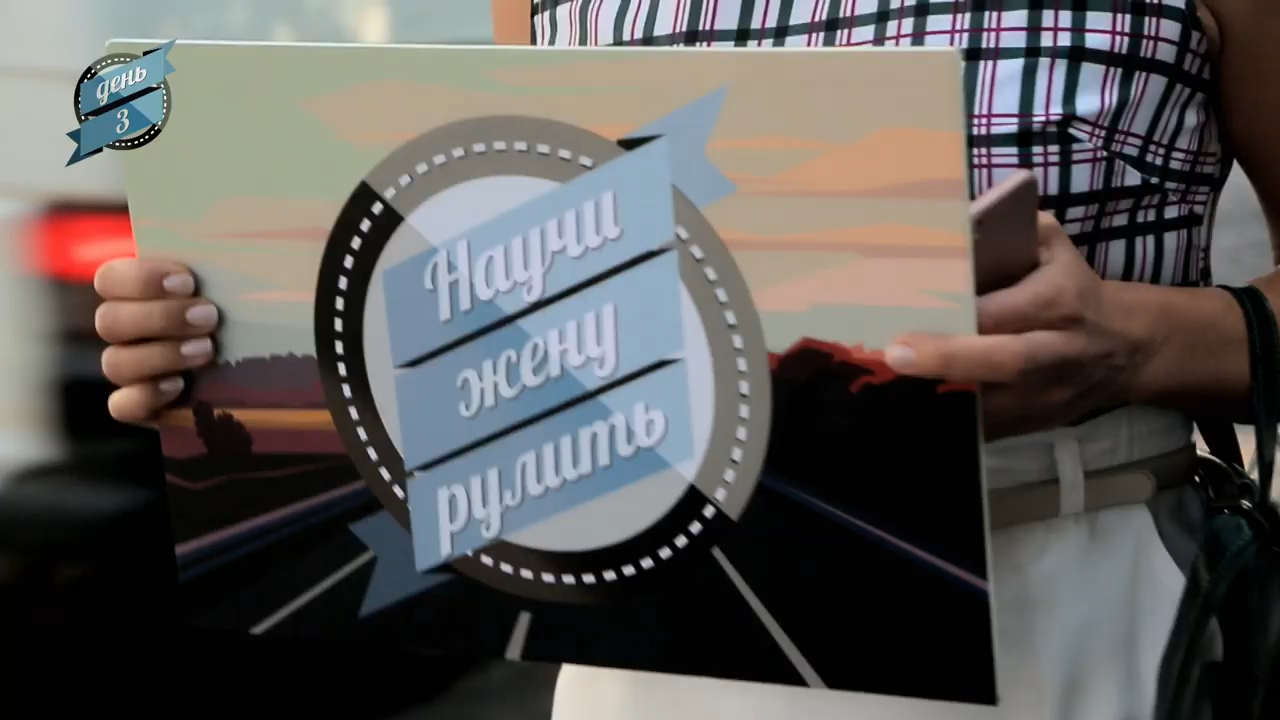 день
3
Научи
жену
рулить